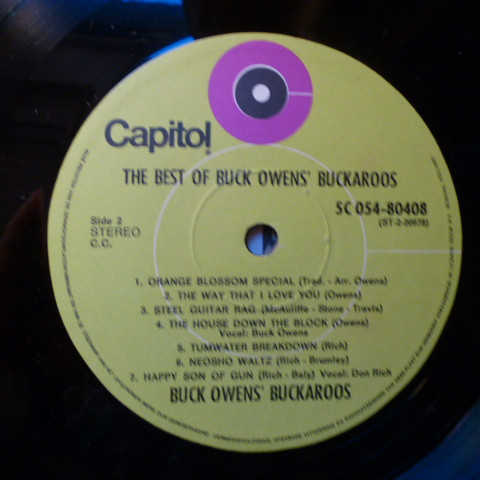 Capitol
THE BEST OF BUCK OWENS' BUCKAROOS
Side 2
STEREO
C.C.
5C 054-80408
(ST-2-20878)
1. ORANGE BLOSSOM SPECIAL (Trad. - Arr. Owens)
2. THE WAY THAT I LOVE YOU (Owens)
3. STEEL GUITAR RAG (McAuliffe - Stone - Travis)
4. THE HOUSE DOWN THE BLOCK (Owens)
Vocal: Buck Owens
5. TUMWATER BREAKDOWN (Rich)
6. NEOSHO WALTZ (Rich - Brumley)
7. HAPPY SON OF GUN (Rich - Baly) Vocal: Don Rich
BUCK OWENS' BUCKAROOS